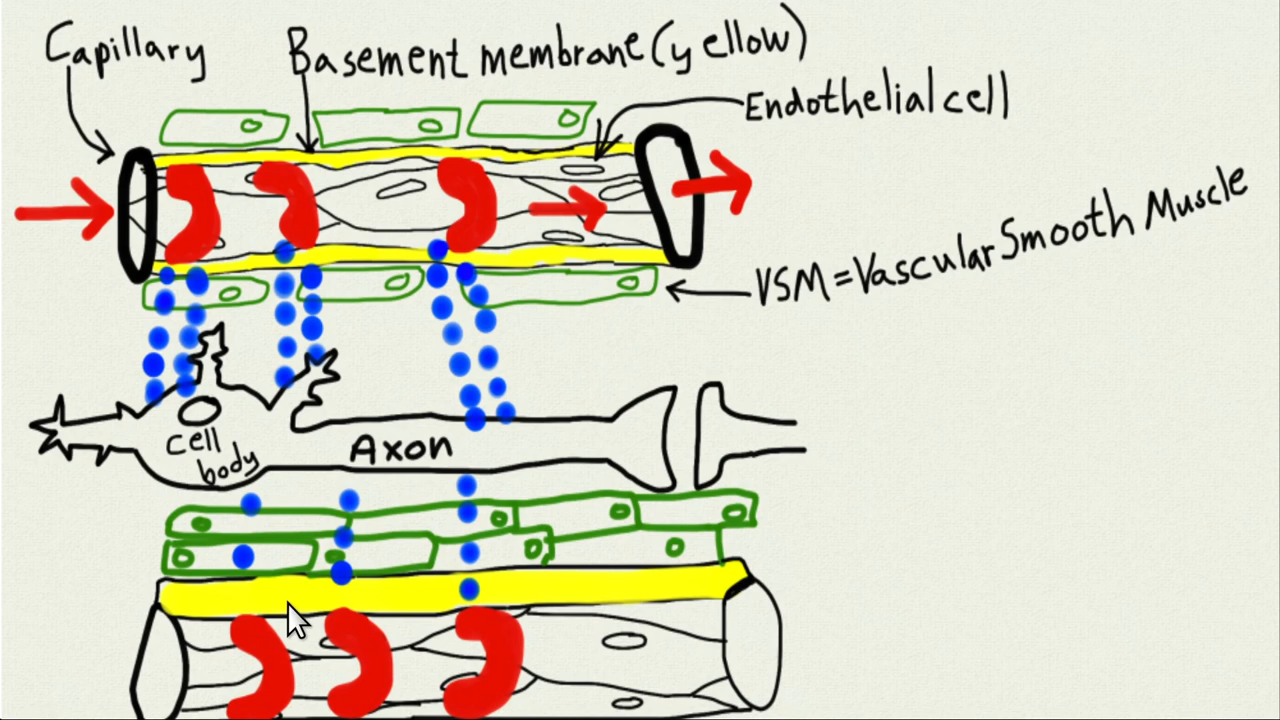 Capillary
Basement membrane (yellow)
Endothelial cell
VSM = Vascular Smooth Muscle
Cell
body
Axon